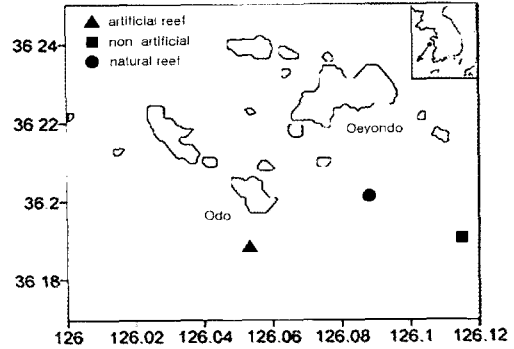 artificial reef
non artificial
natural reef
36 24
36 22
36.2
36 18
Oeyondo
Odo
126 126.02 126.04 126.06 126.08 126.1 126.12